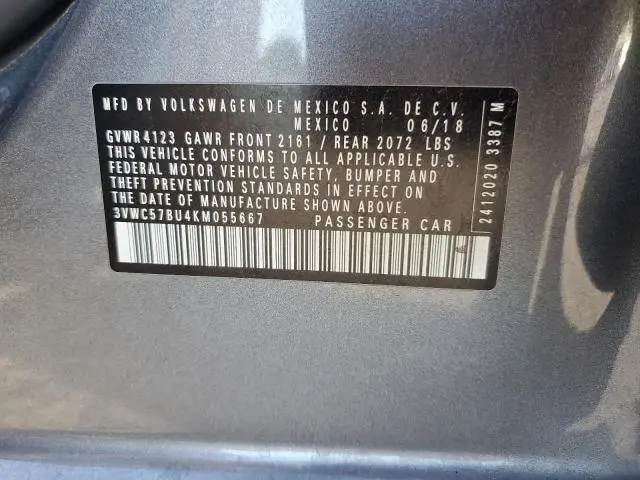 MFD BY VOLKSWAGEN DE MEXICO S.A. DE C.V.
MEXICO 06/18
GVWR 4123 GAWR FRONT 2161 / REAR 2072 LBS
THIS VEHICLE CONFORMS TO ALL APPLICABLE U.S.
FEDERAL MOTOR VEHICLE SAFETY, BUMPER AND
THEFT PREVENTION STANDARDS IN EFFECT ON
THE DATE OF MANUFACTURE SHOWN ABOVE.
3VWC57BU4KM055667 PASSENGER CAR
2412020 3387 M